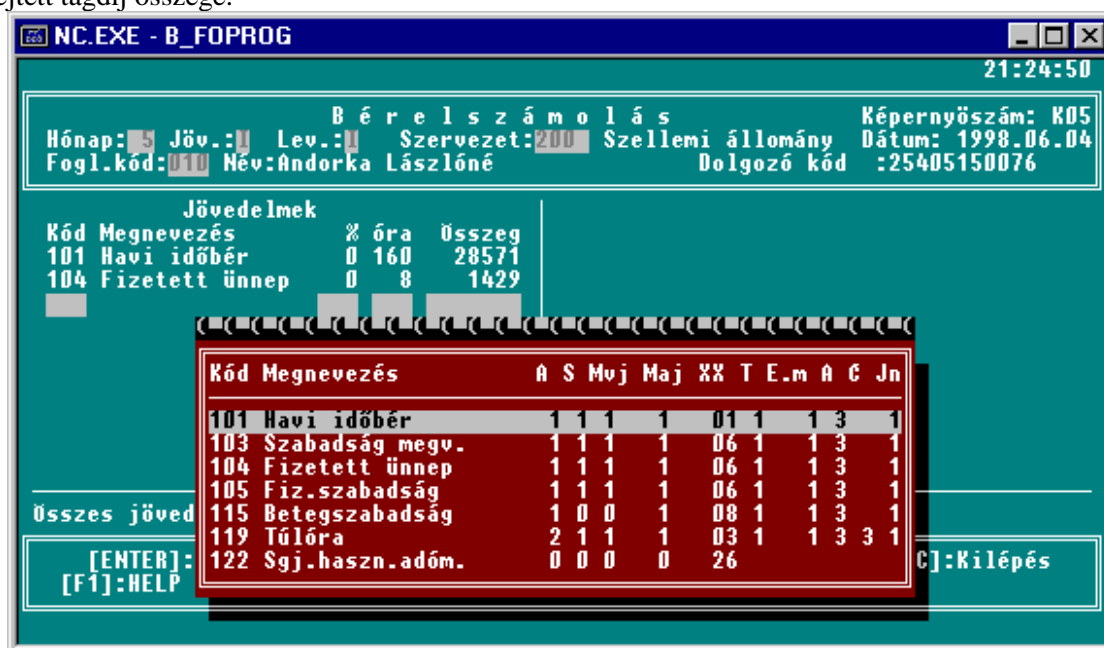 ejtett tagdíj összege.
NC.EXE - B_FOPROG
21:24:50
B é r e l s z á m o l á s Képernyöszám: K05
Hónap: 5 Jöv.:I Lev.:I Szervezet:200 Szellemi állomány Dátum: 1998.06.04
Fogl.kód:010 Név:Andorka Lászlóné Dolgozó kód :25405150076
Jövedelmek
Kód Megnevezés % óra Összeg
101 Havi időbér 0 160 28571
104 Fizetett ünnep 0 8 1429
Kód Megnevezés A S Mvj Maj XX T E.m A C Jn
101 Havi időbér 1 1 1 1 01 1 1 3 1
103 Szabadság megv. 1 1 1 1 06 1 1 3 1
104 Fizetett ünnep 1 1 1 1 06 1 1 3 1
105 Fiz.szabadság 1 1 1 1 06 1 1 3 1
115 Betegszabadság 1 0 0 1 08 1 1 3 1
119 Túlóra 2 1 1 1 03 1 1 3 3 1
122 Sgj.haszn.adóm. 0 0 0 0 26
Összes jöved
[ENTER]: C]:Kilépés
[F1]:HELP